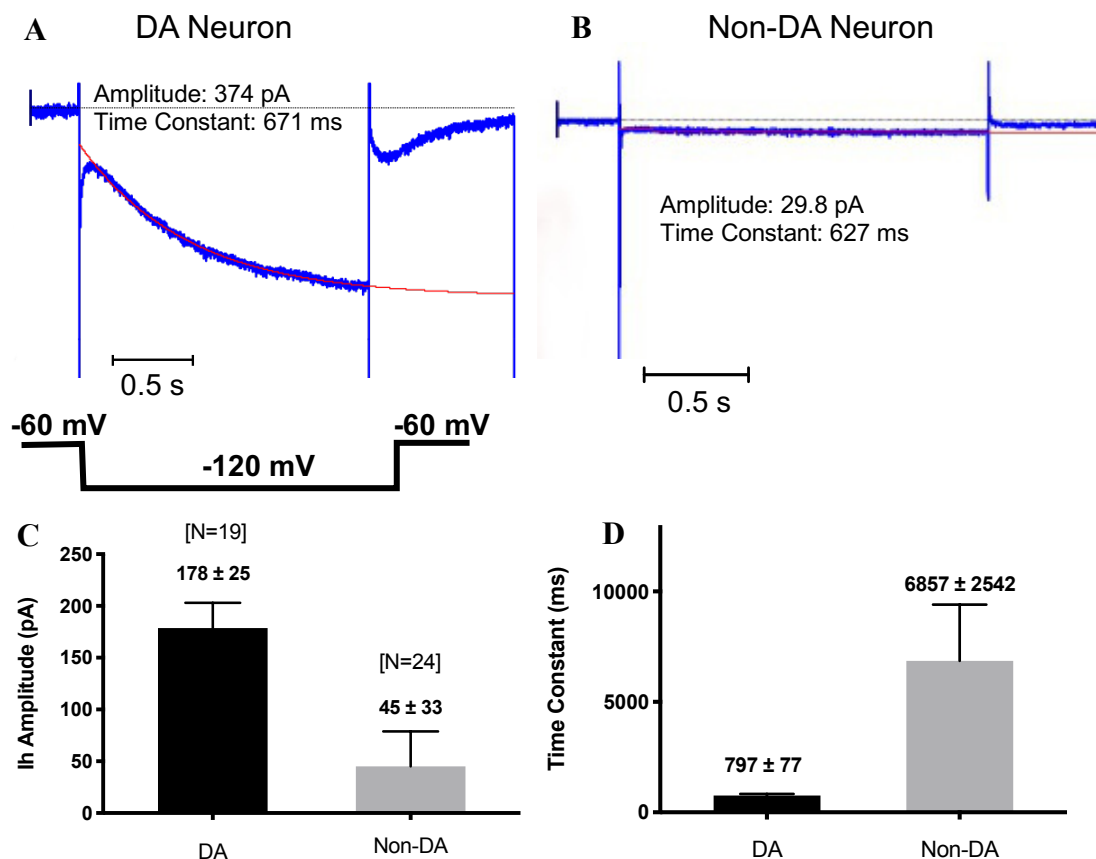 A
DA Neuron
Amplitude: 374 pA
Time Constant: 671 ms
0.5 s
-60 mV
-60 mV
-120 mV
B
Non-DA Neuron
Amplitude: 29.8 pA
Time Constant: 627 ms
0.5 s
C
[N=19]
178 ± 25
[N=24]
45 ± 33
Ih Amplitude (pA)
250
200
150
100
50
0
DA
Non-DA
D
6857 ± 2542
797 ± 77
Time Constant (ms)
10000
5000
0
DA
Non-DA